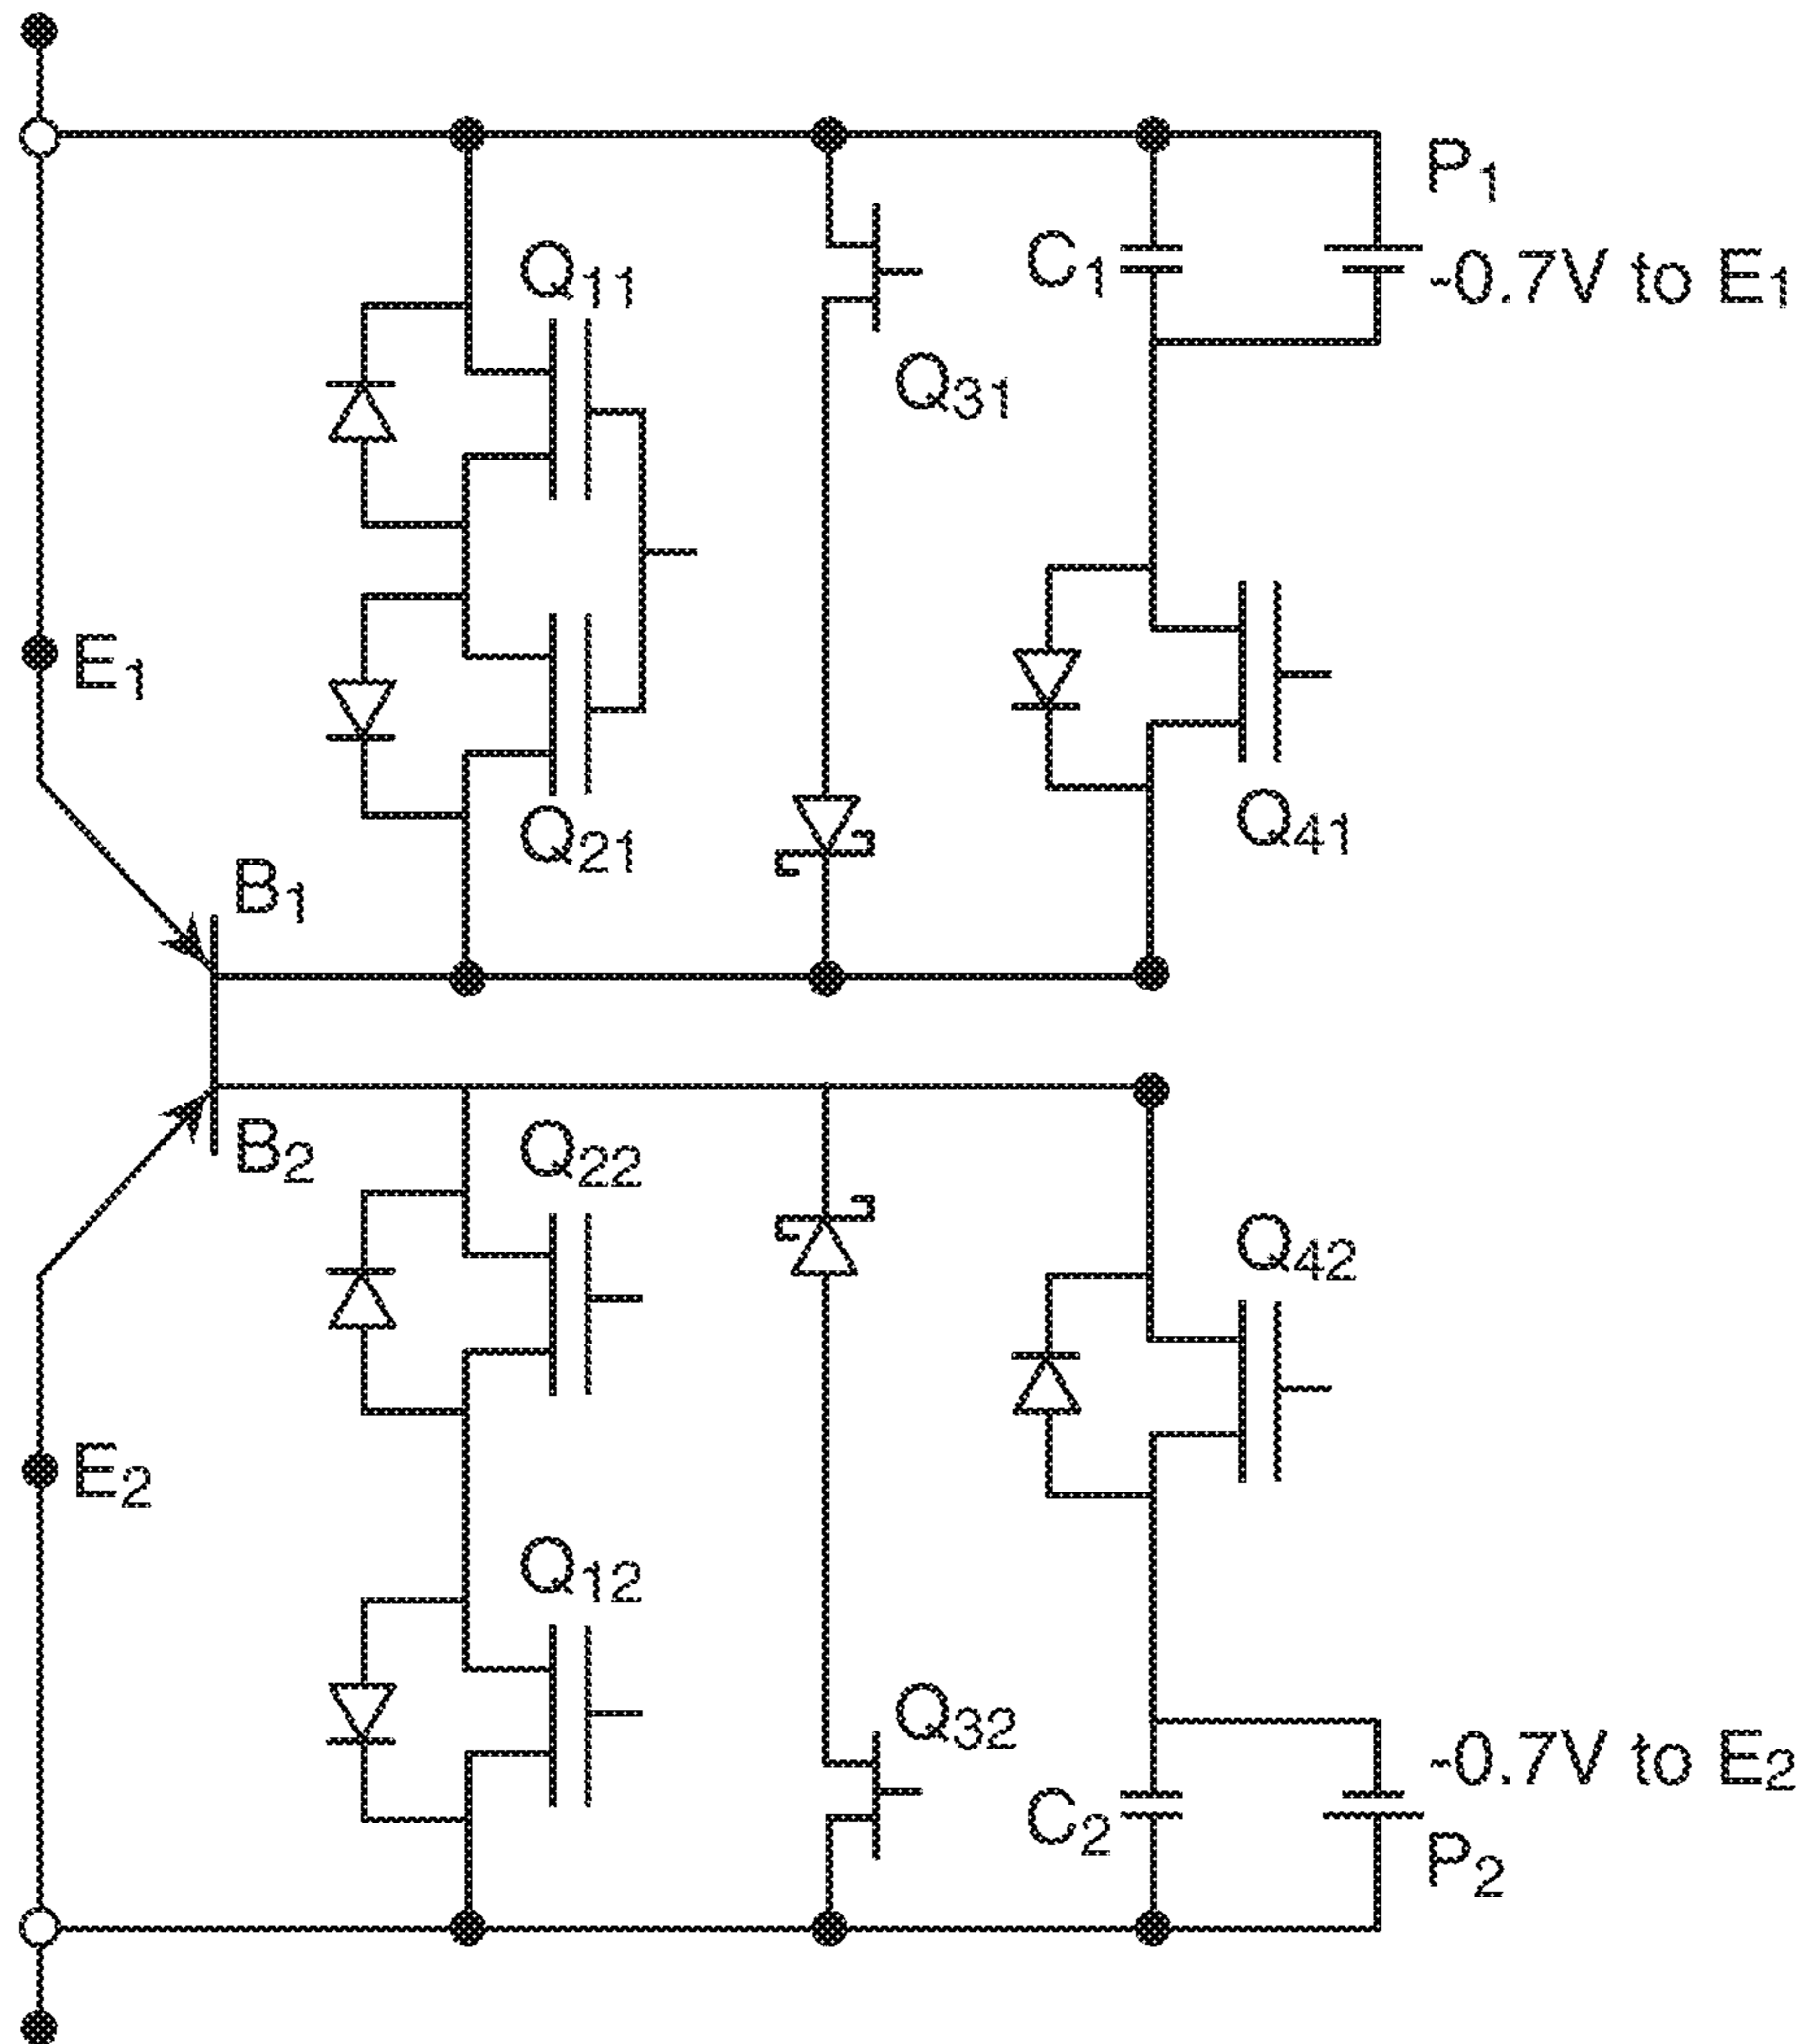 P1
Q11
C1
-0.7V to E1
Q31
E1
Q21
Q41
B1
B2
Q22
Q42
E2
Q12
Q32
-0.7V to E2
C2
P2